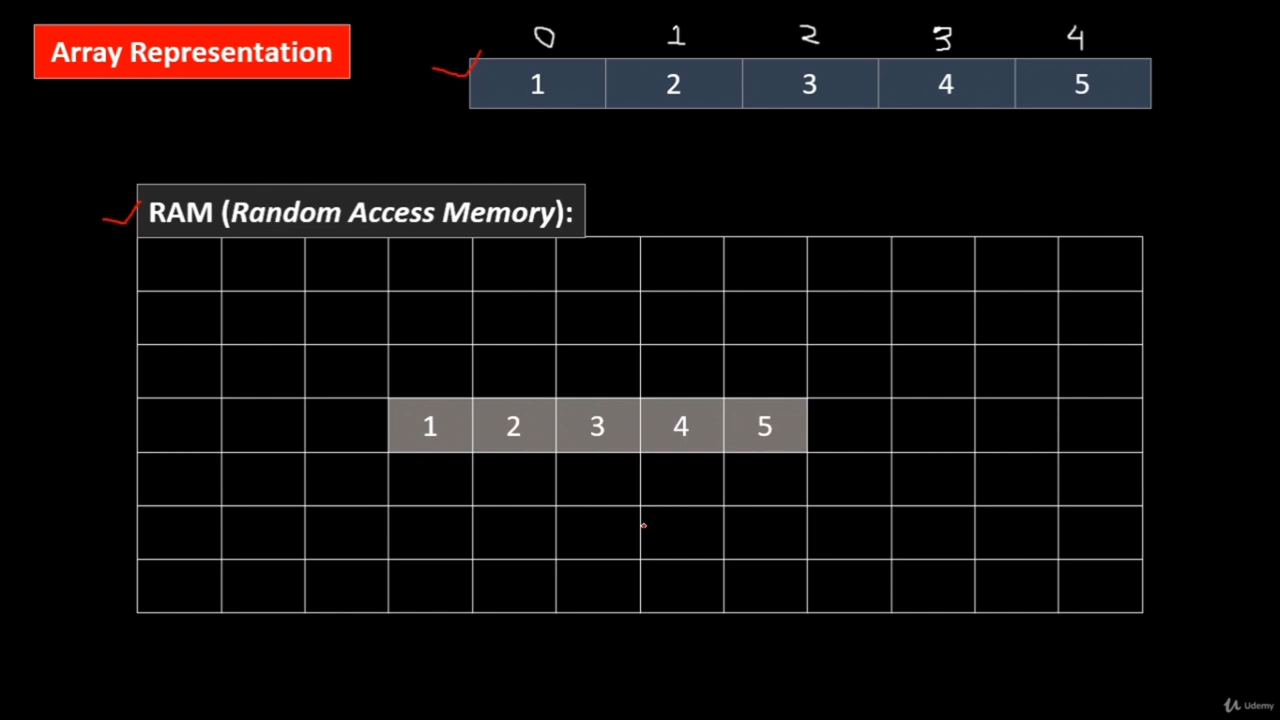 Array Representation
0 1 2 3 4
1 2 3 4 5
RAM (Random Access Memory):
1 2 3 4 5
Udemy